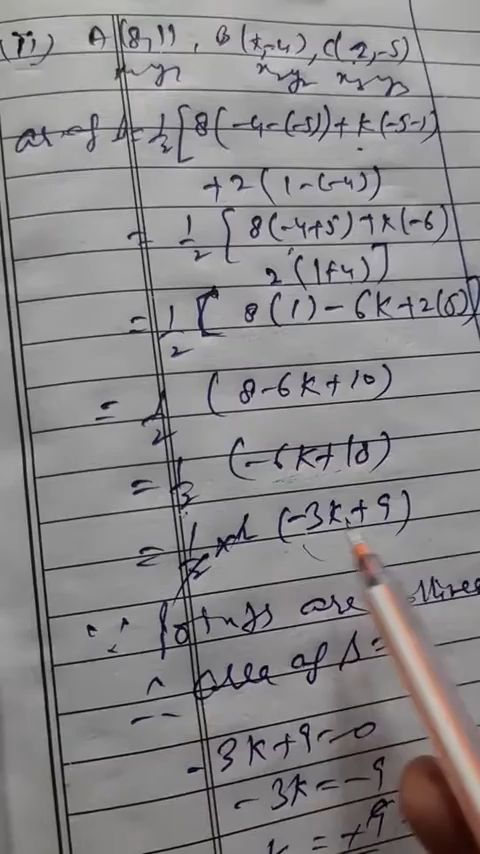 (ii) A(8,1), B(k,-4), C(2,-5)
x₁ y₁ x₂ y₂ x₃ y₃
ar of Δ = 1/2 [8(-4-(-5)) + k(-5-1)
+2(1-(-4))
= 1/2 [8(-4+5)+k(-6)
2(1+4)]
= 1/2 [8(1) - 6k+2(5)
= 1/2 (8-6k+10)
= 1/2 (-6k+18)
= 1/2 × 2 (-3k+9)
∵ Points are
∴ area of Δ =
-3k+9=0
-3k=-9
k = +9